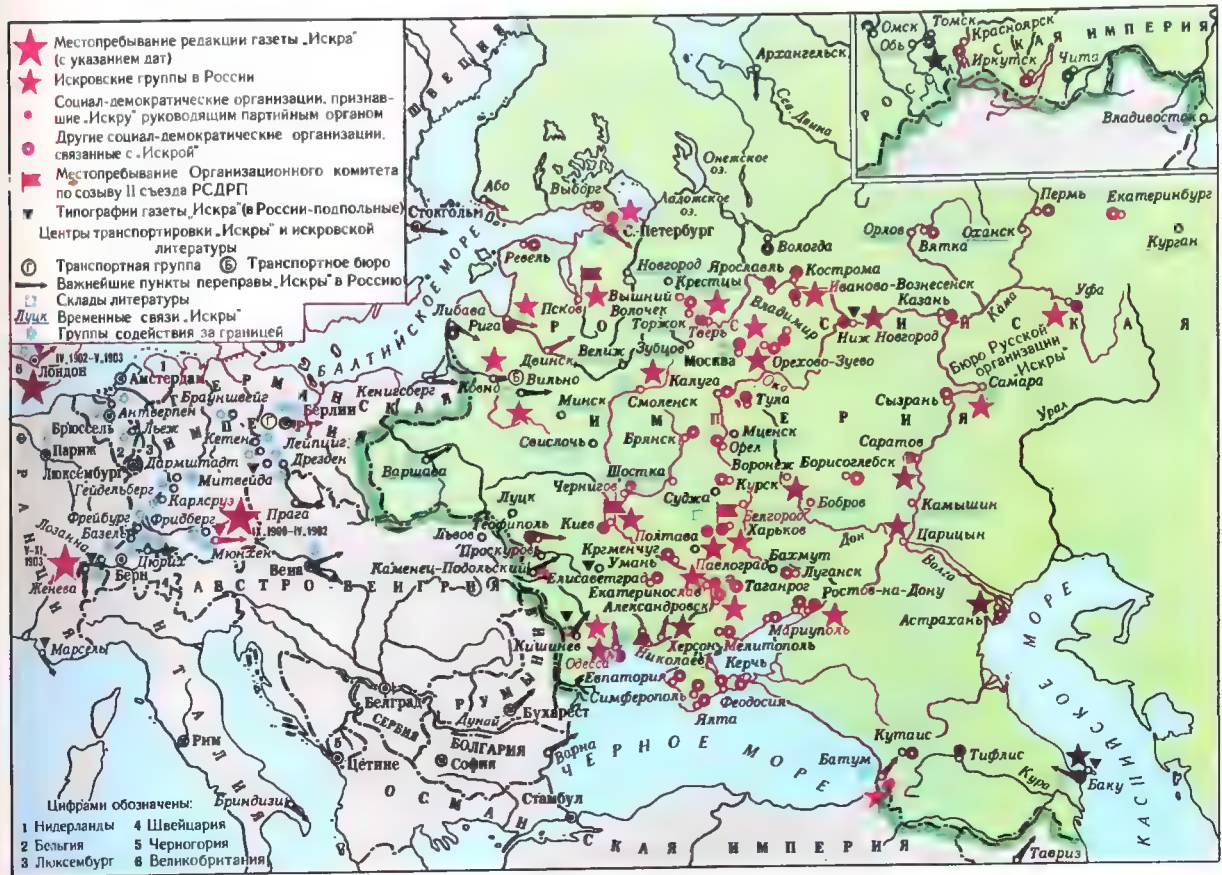 Местопребывание редакции газеты „Искра"
(с указанием дат)
Искровские группы в России
Социал-демократические организации, признав-
шие „Искру" руководящим партийным органом
Другие социал-демократические организации,
связанные с „Искрой"
Местопребывание Организационного комитета
по созыву II съезда РСДРП
Типографии газеты „Искра" (в России-подпольные)
Центры транспортировки „Искры" и искровской
литературы
Г Транспортная группа Б Транспортное бюро
Важнейшие пункты переправы „Искры" в Россию
Склады литературы
Луцк Временные связи „Искры"
Группы содействия за границей
ШВЕЦИЯ
Архангельск
Сев. Двина
Онежское
оз.
Ладожское
оз.
Омск
Обь
Томск
Красноярск
Иркутск
Чита
Владивосток
РОССИЙСКАЯ ИМПЕРИЯ
Або
Выборг
Стокгольм
С.-Петербург
Ревель
Вологда
Орлов
Вятка
Оханск
Пермь
Екатеринбург
Курган
Новгород
Крестцы
Ярославль
Кострома
Иваново-Вознесенск
Казань
Кама
Уфа
Псков
Вышний
Волочек
Торжок
Тверь
Владимир
Ниж Новгород
Либава
Рига
БАЛТИЙСКОЕ МОРЕ
РОССИЙСКАЯ
ИМПЕРИЯ
Двинск
Велиж
Зубцов
Москва
Орехово-Зуево
Бюро Русской
организации
„Искры"
Самара
Сызрань
Урал
IV.1902-V.1903
6 Лондон
Кенигсберг
Ковно
Б Вильно
Минск
Калуга
Смоленск
Ока
Тула
Амстердам
1
Брауншвейг
Берлин
ГЕРМАНСКАЯ
ИМПЕРИЯ
Антверпен
Брюссель
Льеж
Кетен
Г
Лейпциг
Париж
2
3
Люксембург
Дармштадт
Дрезден
Митвейда
Гейдельберг
Карлсруэ
Свислочь
Брянск
Мценск
Орел
Саратов
Варшава
Шостка
Воронеж
Борисоглебск
Чернигов
Суджа
Курск
Бобров
Камышин
Фрейбург
Фридберг
Прага
IX.1900-IV.1902
Базель
Мюнхен
Луцк
Теофиполь
Киев
Белгород
Дон
Царицын
Волга
Львов
Проскуров
Полтава
Харьков
Лозанна
V-XI.
1903
Женева
Цюрих
Берн
4
Вена
Каменец-Подольский
Кременчуг
Умань
Павлоград
Бахмут
Луганск
ФРАНЦИЯ
АВСТРО-ВЕНГРИЯ
Елисаветград
Екатеринослав
Александровск
Таганрог
Ростов-на-Дону
Астрахань
Мариуполь
Марсель
Кишинев
Одесса
Николаев
Херсон
Мелитополь
Керчь
Евпатория
Симферополь
Феодосия
Ялта
ИТАЛИЯ
Рим
Белград
СЕРБИЯ
РУМЫНИЯ
Дунай
Бухарест
БОЛГАРИЯ
София
Варна
Б
Цетине
ЧЕРНОЕ МОРЕ
КАСПИЙСКОЕ МОРЕ
Кутаис
Батум
Тифлис
Кура
Баку
Бриндизи
Стамбул
ОСМАНСКАЯ ИМПЕРИЯ
Тавриз
Цифрами обозначены:
1 Нидерланды 4 Швейцария
2 Бельгия 5 Черногория
3 Люксембург 6 Великобритания